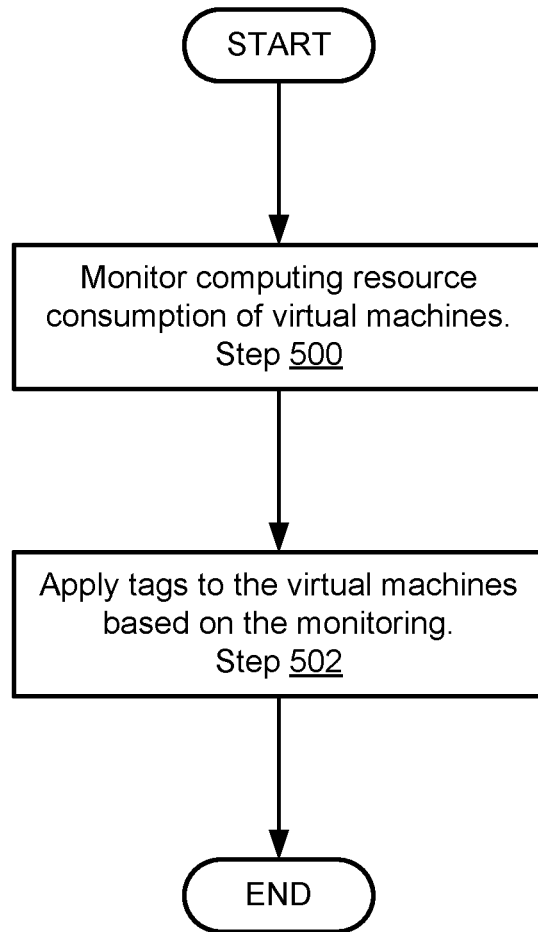 START
Monitor computing resource
consumption of virtual machines.
Step 500
Apply tags to the virtual machines
based on the monitoring.
Step 502
END